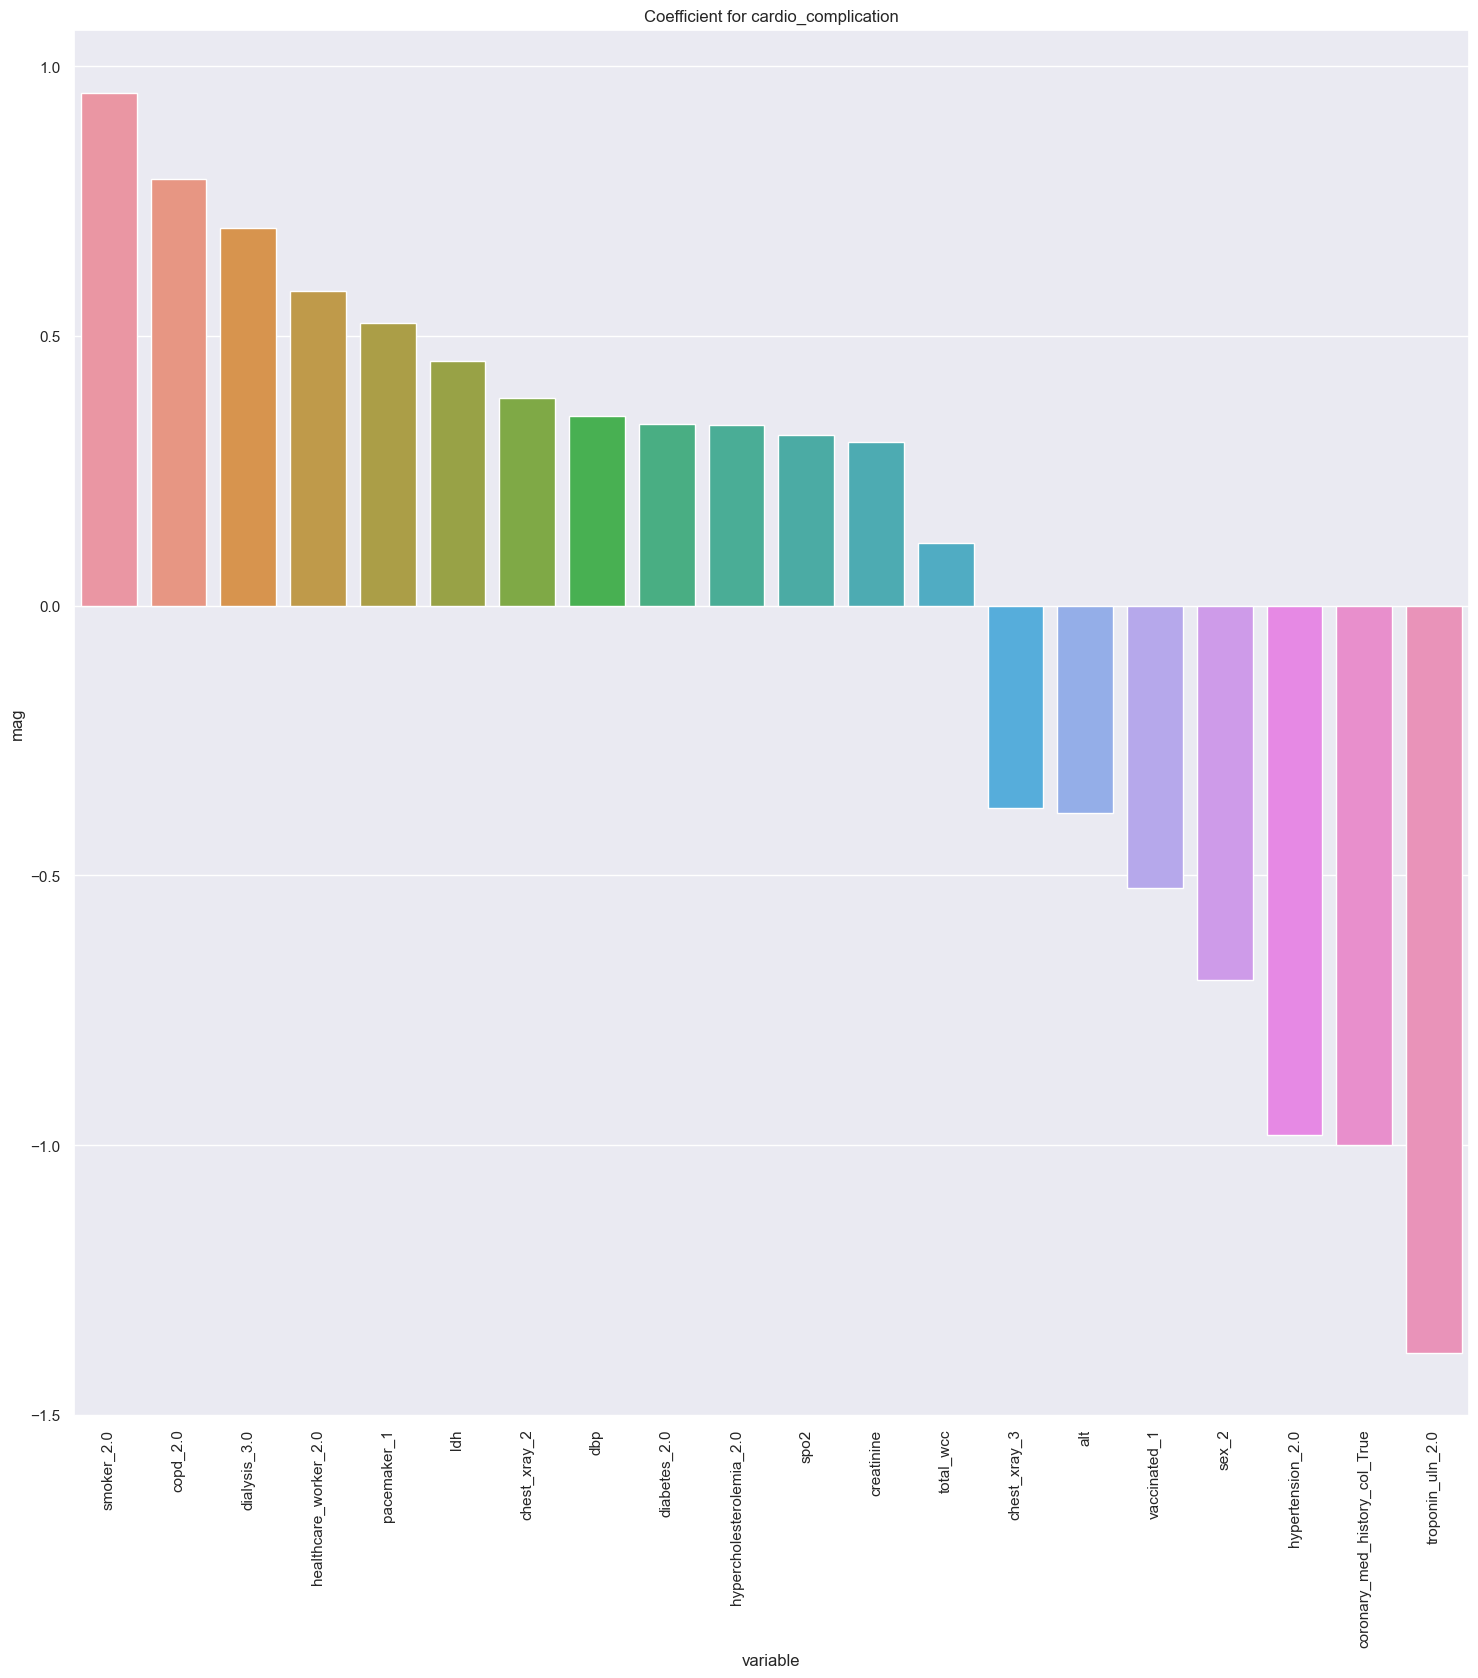 Coefficient for cardio_complication
1.0
0.5
0.0
−0.5
−1.0
−1.5
mag
smoker_2.0
copd_2.0
dialysis_3.0
healthcare_worker_2.0
pacemaker_1
ldh
chest_xray_2
dbp
diabetes_2.0
hypercholesterolemia_2.0
spo2
creatinine
total_wcc
chest_xray_3
alt
vaccinated_1
sex_2
hypertension_2.0
coronary_med_history_col_True
troponin_uln_2.0
variable